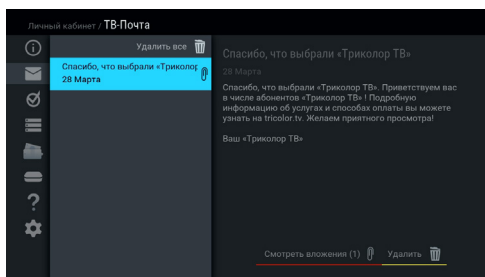 Личный кабинет / ТВ-Почта
Удалить все
Спасибо, что выбрали «Триколор
28 Марта
Спасибо, что выбрали «Триколор ТВ»
28 Марта
Спасибо, что выбрали «Триколор ТВ». Приветствуем вас
в числе абонентов «Триколор ТВ» ! Подробную
информацию об услугах и способах оплаты вы можете
узнать на tricolor.tv. Желаем приятного просмотра!
Ваш «Триколор ТВ»
Смотреть вложения (1) Удалить